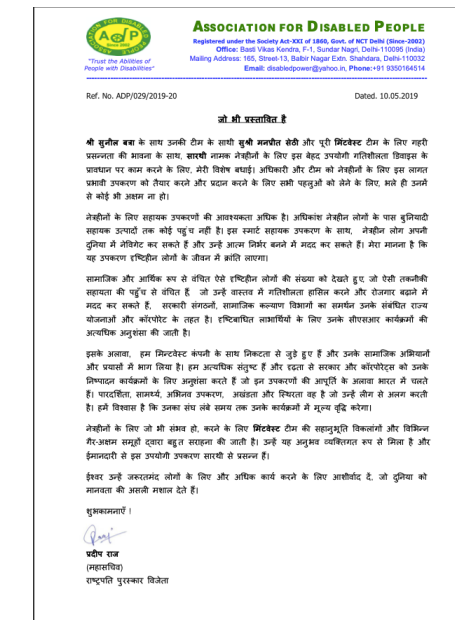 ASSOCIATION FOR DISABLED PEOPLE
ADP
Since 2002
"Trust the Abilities of
People with Disabilities"
ASSOCIATION FOR DISABLED PEOPLE
Registered under the Society Act-XXI of 1860, Govt. of NCT Delhi (Since-2002)
Office: Basti Vikas Kendra, F-1, Sundar Nagri, Delhi-110095 (India)
Mailing Address: 165, Street-13, Balbir Nagar Extn. Shahdara, Delhi-110032
Email: disabledpower@yahoo.in, Phone:+91 9350164514
Ref. No. ADP/029/2019-20 Dated. 10.05.2019
जो भी प्रस्तावित है
श्री सुनील बत्रा के साथ उनकी टीम के साथी सुश्री मनप्रीत सेठी और पूरी मिंटवेस्ट टीम के लिए गहरी
प्रसन्नता की भावना के साथ, सारथी नामक नेत्रहीनों के लिए इस बेहद उपयोगी गतिशीलता डिवाइस के
प्रावधान पर काम करने के लिए, मेरी विशेष बधाई। अधिकारी और टीम को नेत्रहीनों के लिए इस लागत
प्रभावी उपकरण को तैयार करने और प्रदान करने के लिए सभी पहलुओं को लेने के लिए, भले ही उनमें
से कोई भी अक्षम ना हो।
नेत्रहीनों के लिए सहायक उपकरणों की आवश्यकता अधिक है। अधिकांश नेत्रहीन लोगों के पास बुनियादी
सहायक उत्पादों तक कोई पहुंच नहीं है। इस स्मार्ट सहायक उपकरण के साथ, नेत्रहीन लोग अपनी
दुनिया में नेविगेट कर सकते हैं और उन्हें आत्म निर्भर बनने में मदद कर सकते हैं। मेरा मानना है कि
यह उपकरण दृष्टिहीन लोगों के जीवन में क्रांति लाएगा।
सामाजिक और आर्थिक रूप से वंचित ऐसे दृष्टिहीन लोगों की संख्या को देखते हुए, जो ऐसी तकनीकी
सहायता की पहुँच से वंचित हैं, जो उन्हें वास्तव में गतिशीलता हासिल करने और रोजगार बढ़ाने में
मदद कर सकते हैं, सरकारी संगठनों, सामाजिक कल्याण विभागों का समर्थन उनके संबंधित राज्य
योजनाओं और कॉरपोरेट के तहत है। दृष्टिबाधित लाभार्थियों के लिए उनके सीएसआर कार्यक्रमों की
अत्यधिक अनुशंसा की जाती है।
इसके अलावा, हम मिन्टवेस्ट कंपनी के साथ निकटता से जुड़े हुए हैं और उनके सामाजिक अभियानों
और प्रयासों में भाग लिया है। हम अत्यधिक संतुष्ट हैं और दृढता से सरकार और कॉरपोरेट्स को उनके
निष्पादन कार्यक्रमों के लिए अनुशंसा करते हैं जो इन उपकरणों की आपूर्ति के अलावा भारत में चलते
हैं। पारदर्शिता, सामर्थ्य, अभिनव उपकरण, अखंडता और स्थिरता वह है जो उन्हें लीग से अलग करती
है। हमें विश्वास है कि उनका संघ लंबे समय तक उनके कार्यक्रमों में मूल्य वृद्धि करेगा।
नेत्रहीनों के लिए जो भी संभव हो, करने के लिए मिंटवेस्ट टीम की सहानुभूति विकलांगों और विभिन्न
गैर-अक्षम समूहों द्वारा बहुत सराहना की जाती है। उन्हें यह अनुभव व्यक्तिगत रूप से मिला है और
ईमानदारी से इस उपयोगी उपकरण सारथी से प्रसन्न हैं।
ईश्वर उन्हें जरूरतमंद लोगों के लिए और अधिक कार्य करने के लिए आशीर्वाद दें, जो दुनिया को
मानवता की असली मशाल देते हैं।
शुभकामनाएँ !
प्रदीप राज
(महासचिव)
राष्ट्रपति पुरस्कार विजेता